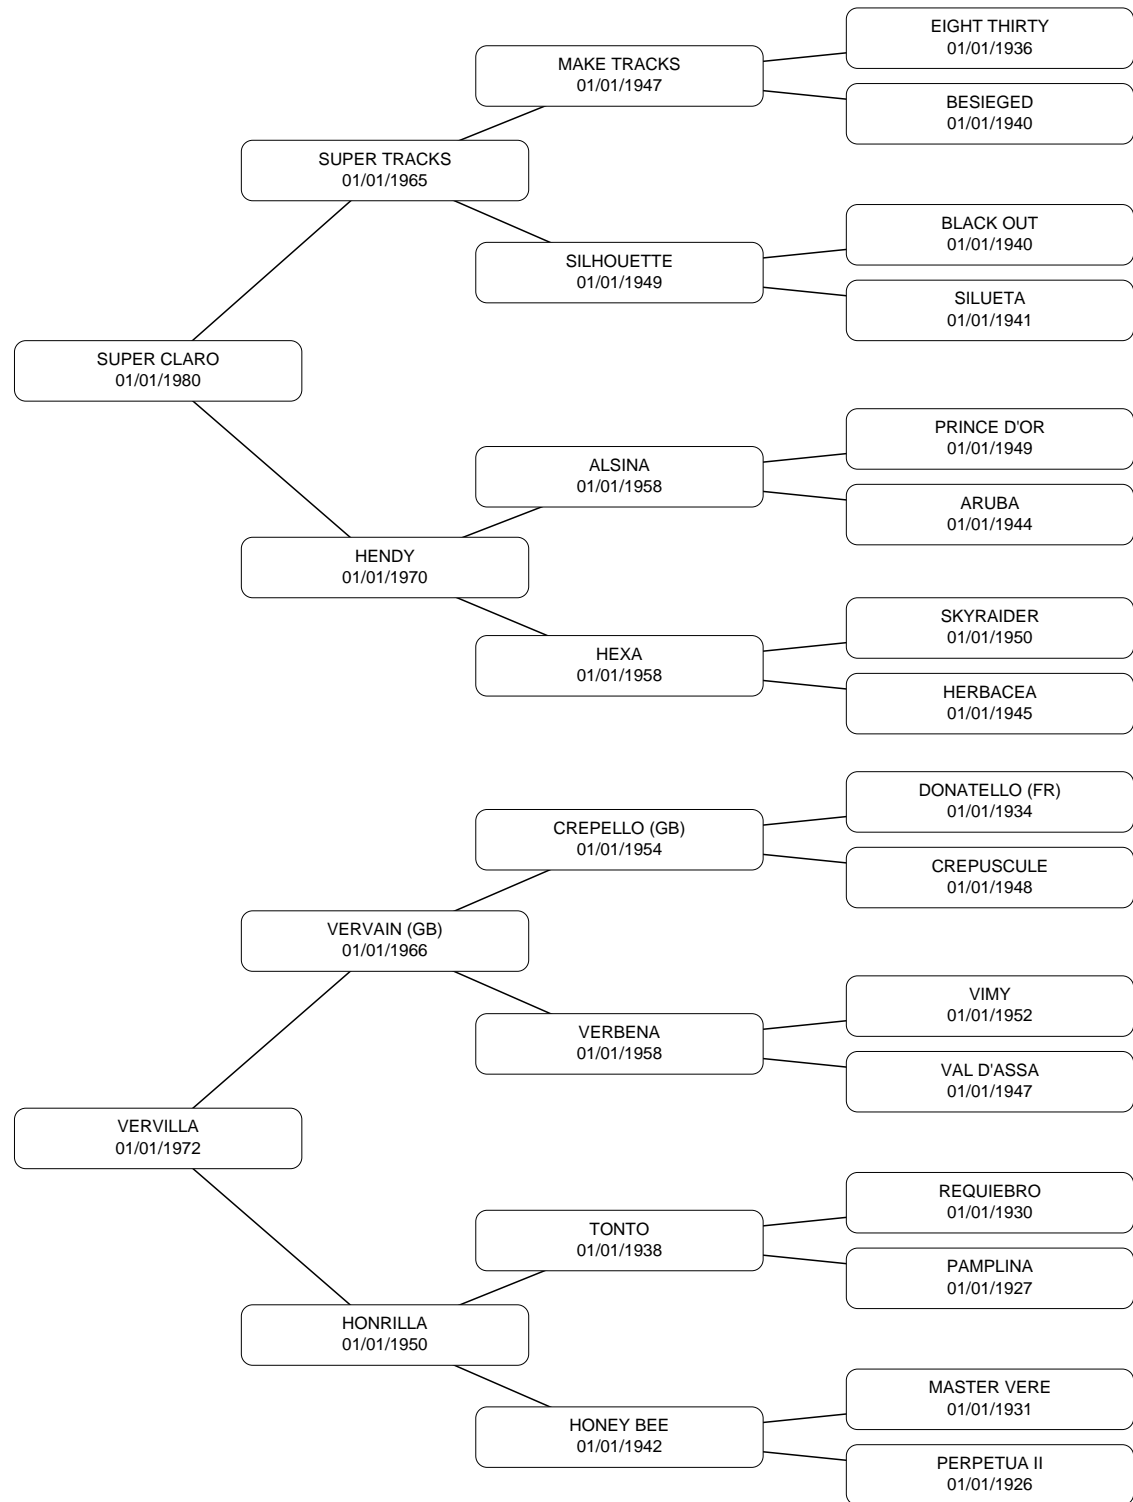 EIGHT THIRTY
01/01/1936
MAKE TRACKS
01/01/1947
BESIEGED
01/01/1940
SUPER TRACKS
01/01/1965
BLACK OUT
01/01/1940
SILHOUETTE
01/01/1949
SILUETA
01/01/1941
SUPER CLARO
01/01/1980
PRINCE D'OR
01/01/1949
ALSINA
01/01/1958
ARUBA
01/01/1944
HENDY
01/01/1970
SKYRAIDER
01/01/1950
HEXA
01/01/1958
HERBACEA
01/01/1945
DONATELLO (FR)
01/01/1934
CREPELLO (GB)
01/01/1954
CREPUSCULE
01/01/1948
VERVAIN (GB)
01/01/1966
VIMY
01/01/1952
VERBENA
01/01/1958
VAL D'ASSA
01/01/1947
VERVILLA
01/01/1972
REQUIEBRO
01/01/1930
TONTO
01/01/1938
PAMPLINA
01/01/1927
HONRILLA
01/01/1950
MASTER VERE
01/01/1931
HONEY BEE
01/01/1942
PERPETUA II
01/01/1926